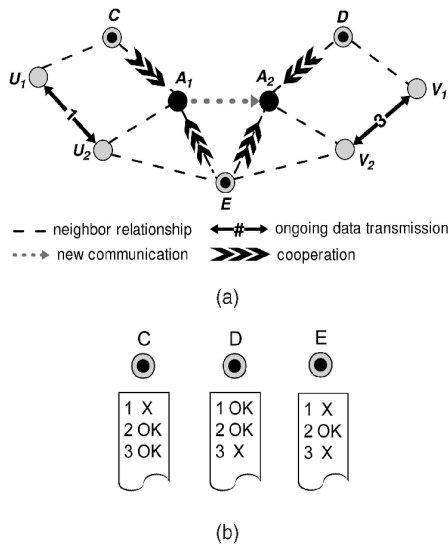 C
D
U1
A1
A2
V1
1
3
U2
V2
E
neighbor relationship
# ongoing data transmission
new communication
cooperation
(a)
C D E
1 X
2 OK
3 OK
1 OK
2 OK
3 X
1 X
2 OK
3 X
(b)